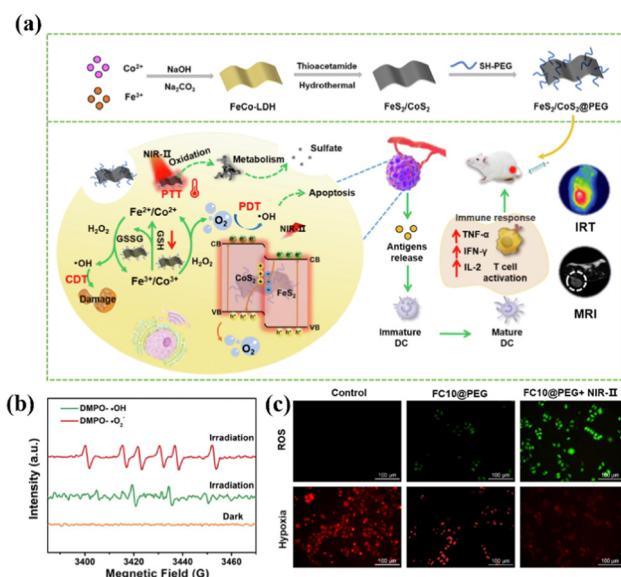 (a)
Co²⁺
Fe³⁺
NaOH
Na₂CO₃
FeCo-LDH
Thioacetamide
Hydrothermal
FeS₂/CoS₂
SH-PEG
FeS₂/CoS₂@PEG
NIR-II
Oxidation
PTT
Metabolism
Sulfate
Apoptosis
Fe²⁺/Co²⁺
O₂
PDT
•OH
NIR-II
H₂O₂
GSSG
GSH
H₂O₂
•OH
CDT
Fe³⁺/Co³⁺
Damage
CB
CoS₂
FeS₂
CB
VB
VB
O₂
Antigens
release
Immature
DC
Mature
DC
Immune response
TNF-α
IFN-γ
IL-2
T cell
activation
IRT
MRI
(b)
DMPO- •OH
DMPO- •O₂⁻
Irradiation
Irradiation
Dark
Intensity (a.u.)
3400
3420
3440
3460
Megnetic Field (G)
(c)
Control
FC10@PEG
FC10@PEG+ NIR-II
ROS
Hypoxia
100 μm
100 μm
100 μm
100 μm
100 μm
100 μm